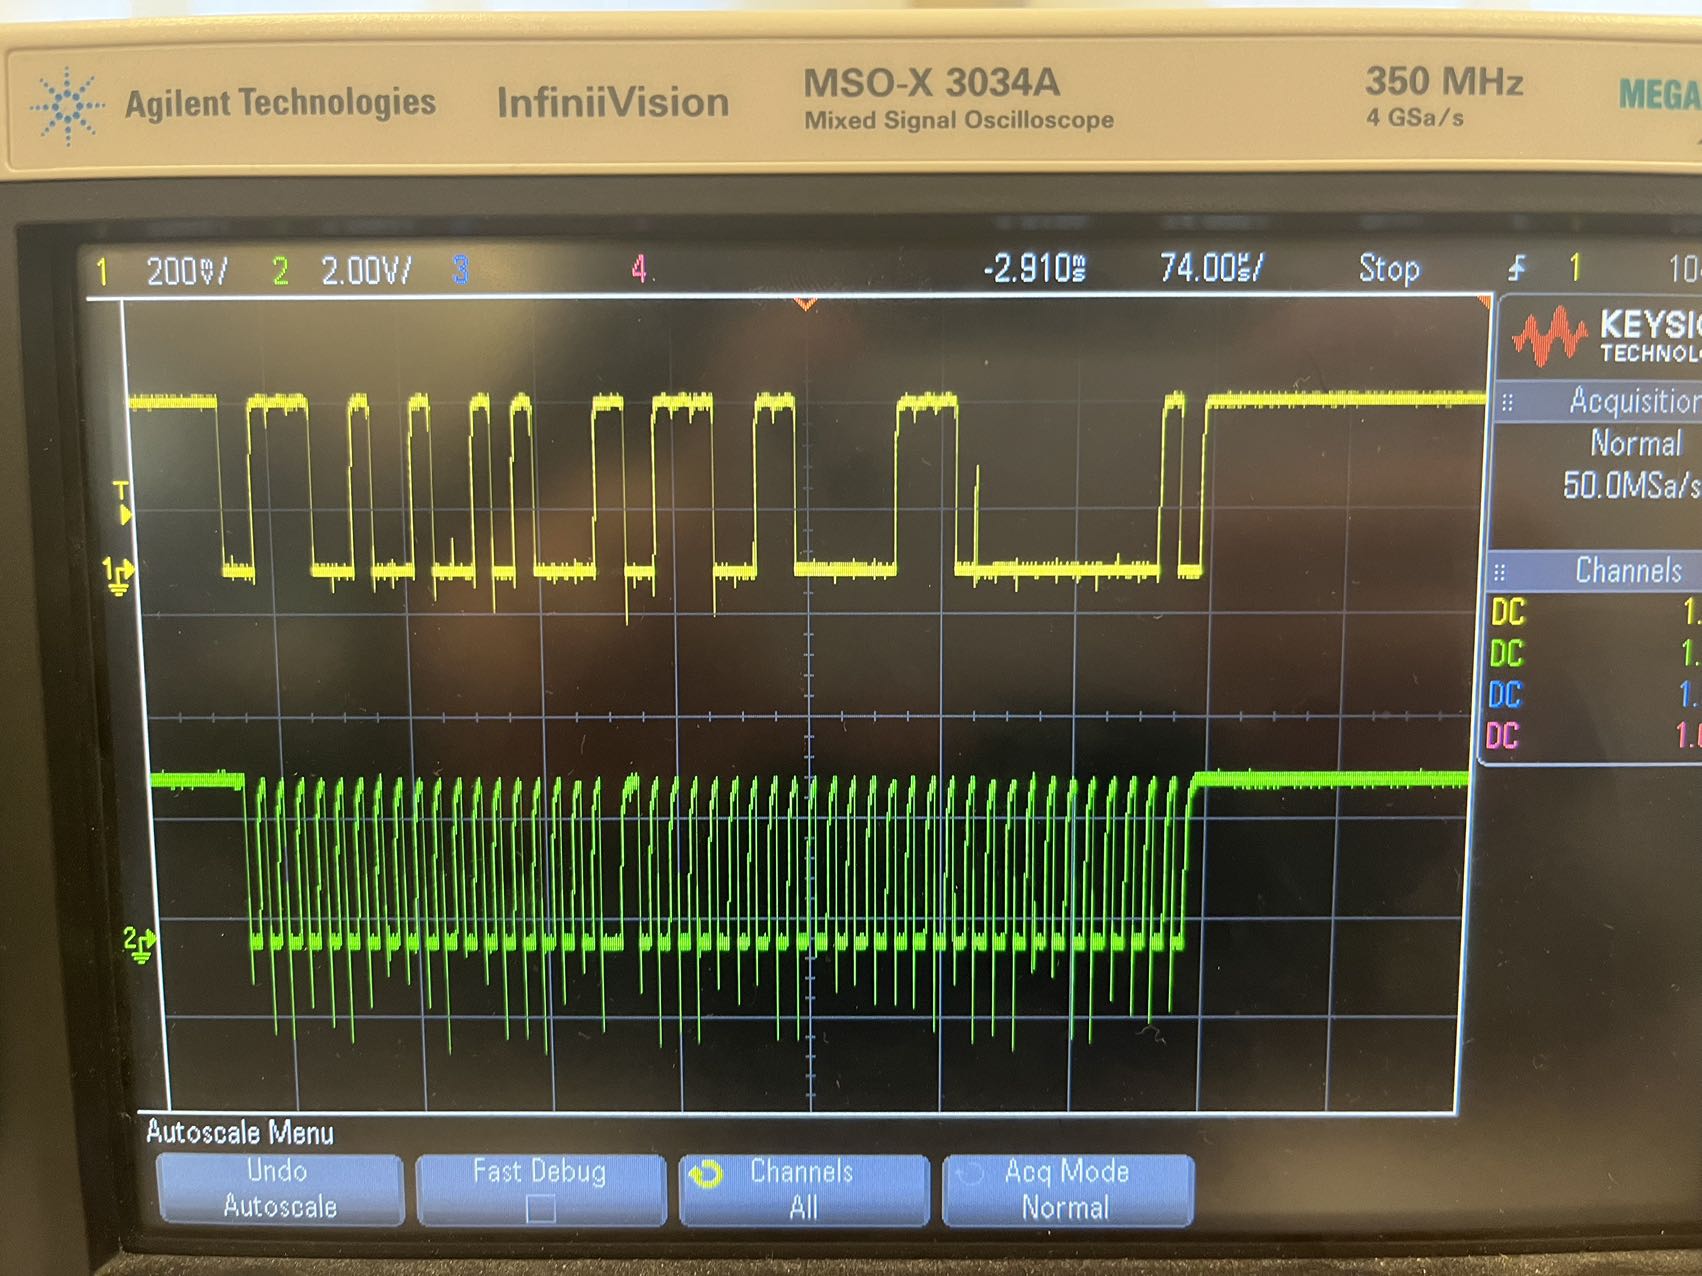 Agilent Technologies InfiniiVision MSO-X 3034A 350 MHz MEGA
Mixed Signal Oscilloscope 4 GSa/s
1 200mV/ 2 2.00V/ 3 4 -2.910ms 74.00µs/ Stop 1 10
KEYSI
TECHNOL
Acquisition
Normal
50.0MSa/s
T
1
Channels
DC 1.
DC 1.
DC 1.
DC 1.
2
Autoscale Menu
Undo
Autoscale
Fast Debug
Channels
All
Acq Mode
Normal